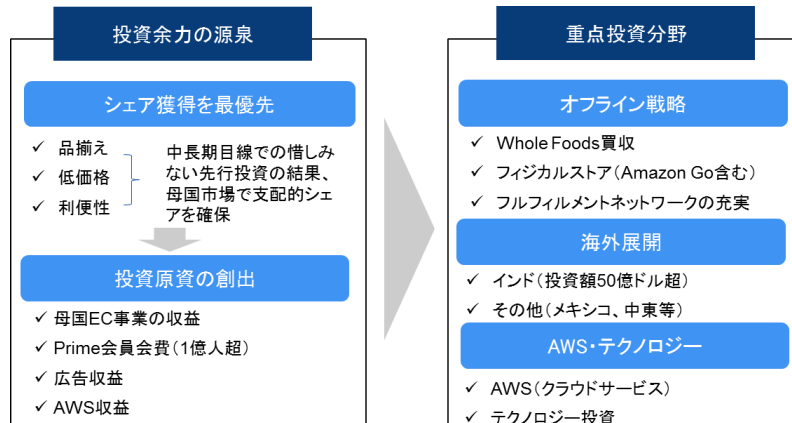 投資余力の源泉
シェア獲得を最優先
✓ 品揃え
✓ 低価格
✓ 利便性
中長期目線での惜しみ
ない先行投資の結果、
母国市場で支配的シェ
アを確保
投資原資の創出
✓ 母国EC事業の収益
✓ Prime会員会費(1億人超)
✓ 広告収益
✓ AWS収益
重点投資分野
オフライン戦略
✓ Whole Foods買収
✓ フィジカルストア(Amazon Go含む)
✓ フルフィルメントネットワークの充実
海外展開
✓ インド(投資額50億ドル超)
✓ その他(メキシコ、中東等)
AWS・テクノロジー
✓ AWS(クラウドサービス)
✓ テクノロジー投資